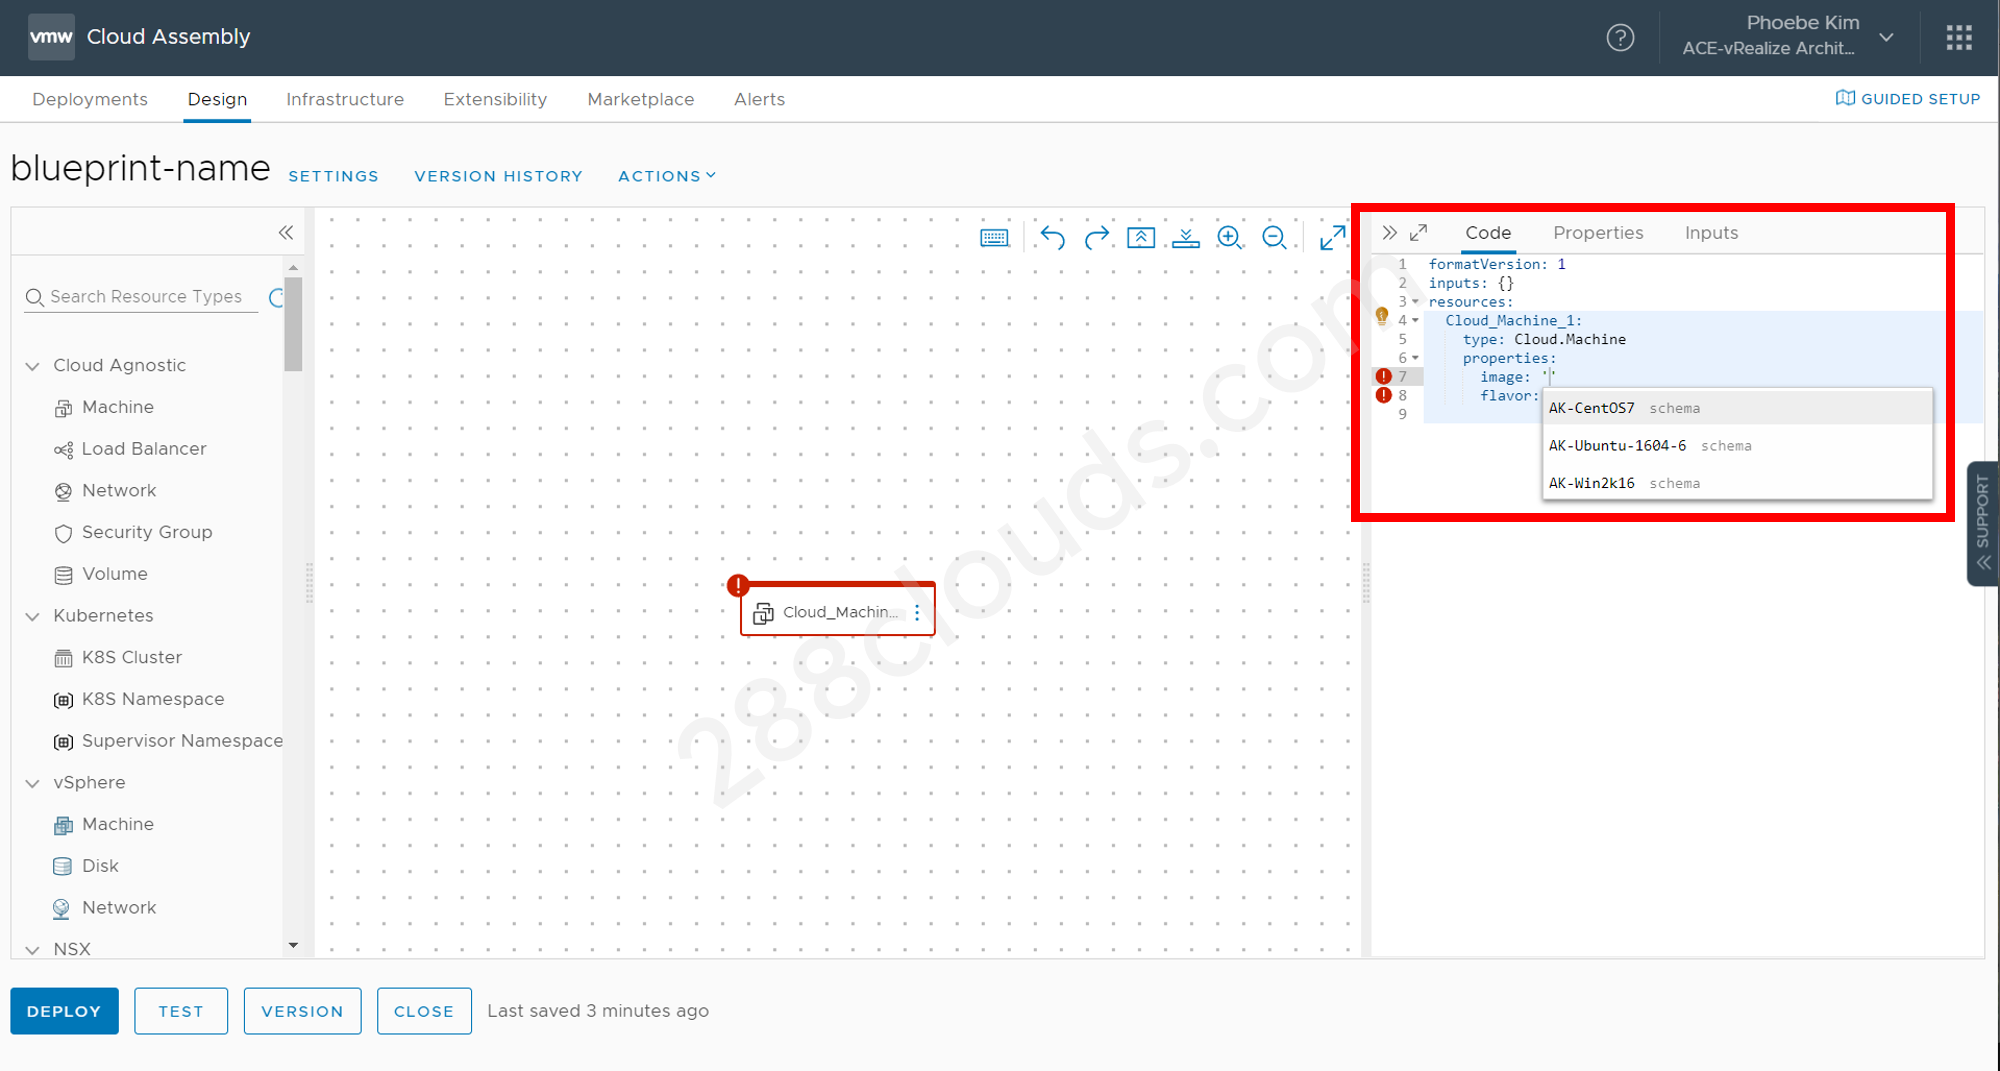 vmw Cloud Assembly
Phoebe Kim
ACE-vRealize Archit...
Deployments Design Infrastructure Extensibility Marketplace Alerts
GUIDED SETUP
blueprint-name SETTINGS VERSION HISTORY ACTIONS
Search Resource Types
Cloud Agnostic
Machine
Load Balancer
Network
Security Group
Volume
Kubernetes
K8S Cluster
K8S Namespace
Supervisor Namespace
vSphere
Machine
Disk
Network
NSX
Cloud_Machin...
288clouds.com
Code Properties Inputs
1 formatVersion: 1
2 inputs: {}
3 resources:
4 Cloud_Machine_1:
5 type: Cloud.Machine
6 properties:
7 image: ''
8 flavor:
9
AK-CentOS7 schema
AK-Ubuntu-1604-6 schema
AK-Win2k16 schema
SUPPORT
DEPLOY TEST VERSION CLOSE Last saved 3 minutes ago